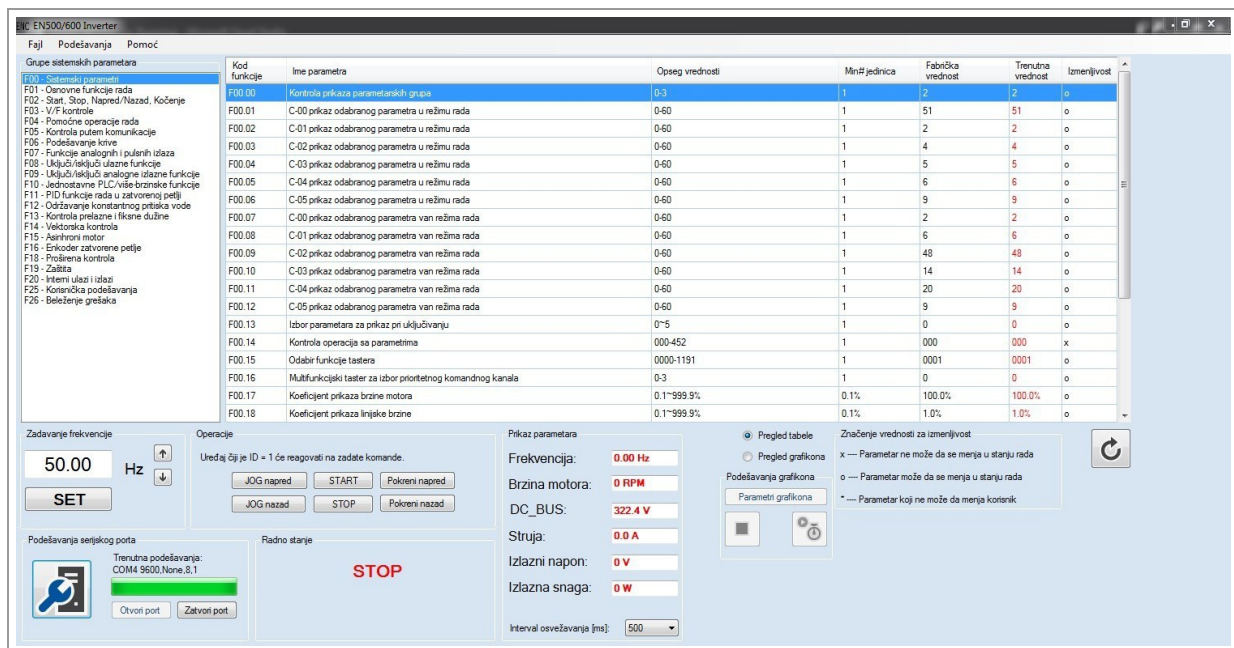 ENC EN500/600 Inverter
Fajl Podešavanja Pomoć
Grupe sistemskih parametara
F00 - Sistemski parametri
F01 - Osnovne funkcije rada
F02 - Start, Stop, Napred/Nazad, Kočenje
F03 - V/F kontrole
F04 - Pomoćne operacije rada
F05 - Kontrola putem komunikacije
F06 - Podešavanje krive
F07 - Funkcije analognih i pulsnih izlaza
F08 - Uključi/isključi ulazne funkcije
F09 - Uključi/isključi analogne izlazne funkcije
F10 - Jednostavne PLC/više-brzinske funkcije
F11 - PID funkcije rada u zatvorenoj petlji
F12 - Održavanje konstantnog pritiska vode
F13 - Kontrola prelazne i fiksne dužine
F14 - Vektorska kontrola
F15 - Asinhroni motor
F16 - Enkoder zatvorene petlje
F18 - Proširena kontrola
F19 - Zaštita
F20 - Interni ulazi i izlazi
F25 - Korisnička podešavanja
F26 - Beleženje grešaka
Kod funkcije Ime parametra Opseg vrednosti Min# jedinica Fabrička vrednost Trenutna vrednost Izmenljivost
F00.00 Kontrola prikaza parametarskih grupa 0-3 1 2 2 o
F00.01 C-00 prikaz odabranog parametra u režimu rada 0-60 1 51 51 o
F00.02 C-01 prikaz odabranog parametra u režimu rada 0-60 1 2 2 o
F00.03 C-02 prikaz odabranog parametra u režimu rada 0-60 1 4 4 o
F00.04 C-03 prikaz odabranog parametra u režimu rada 0-60 1 5 5 o
F00.05 C-04 prikaz odabranog parametra u režimu rada 0-60 1 6 6 o
F00.06 C-05 prikaz odabranog parametra u režimu rada 0-60 1 9 9 o
F00.07 C-00 prikaz odabranog parametra van režima rada 0-60 1 2 2 o
F00.08 C-01 prikaz odabranog parametra van režima rada 0-60 1 6 6 o
F00.09 C-02 prikaz odabranog parametra van režima rada 0-60 1 48 48 o
F00.10 C-03 prikaz odabranog parametra van režima rada 0-60 1 14 14 o
F00.11 C-04 prikaz odabranog parametra van režima rada 0-60 1 20 20 o
F00.12 C-05 prikaz odabranog parametra van režima rada 0-60 1 9 9 o
F00.13 Izbor parametara za prikaz pri uključivanju 0~5 1 0 0 o
F00.14 Kontrola operacija sa parametrima 000-452 1 000 000 x
F00.15 Odabir funkcije tastera 0000-1191 1 0001 0001 o
F00.16 Multifunkcijski taster za izbor prioritetnog komandnog kanala 0-3 1 0 0 o
F00.17 Koeficijent prikaza brzine motora 0.1~999.9% 0.1% 100.0% 100.0% o
F00.18 Koeficijent prikaza linijske brzine 0.1~999.9% 0.1% 1.0% 1.0% o
Zadavanje frekvencije
50.00 Hz
SET
Operacije
Uređaj čiji je ID = 1 će reagovati na zadate komande.
JOG napred START Pokreni napred
JOG nazad STOP Pokreni nazad
Podešavanja serijskog porta
Trenutna podešavanja:
COM4 9600,None,8,1
Otvori port Zatvori port
Radno stanje
STOP
Prikaz parametara
Frekvencija: 0.00 Hz
Brzina motora: 0 RPM
DC_BUS: 322.4 V
Struja: 0.0 A
Izlazni napon: 0 V
Izlazna snaga: 0 W
Interval osvežavanja [ms]: 500
Pregled tabele
Pregled grafikona
Podešavanja grafikona
Parametri grafikona
Značenje vrednosti za izmenljivost
x --- Parametar ne može da se menja u stanju rada
o --- Parametar može da se menja u stanju rada
* --- Parametar koji ne može da menja korisnik